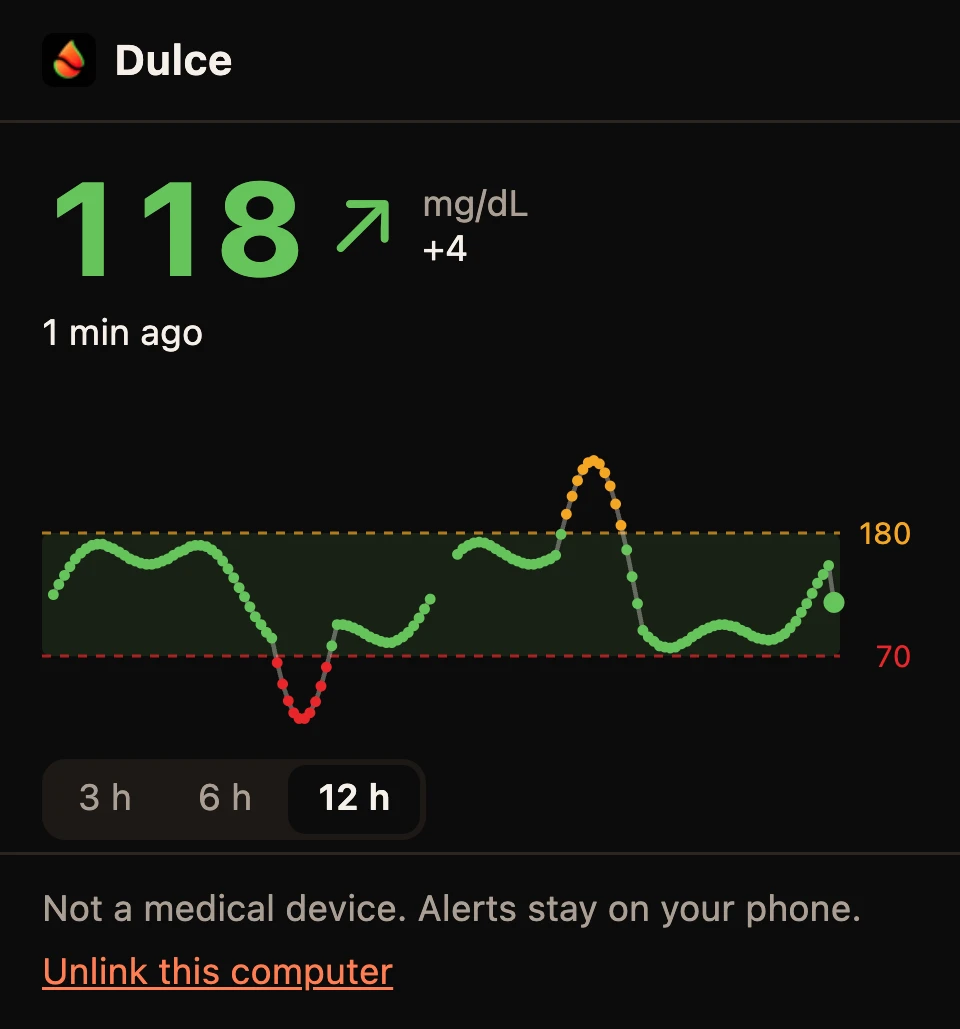 Dulce
118 ↗ mg/dL
+4
1 min ago
180
70
3 h 6 h 12 h
Not a medical device. Alerts stay on your phone.
Unlink this computer